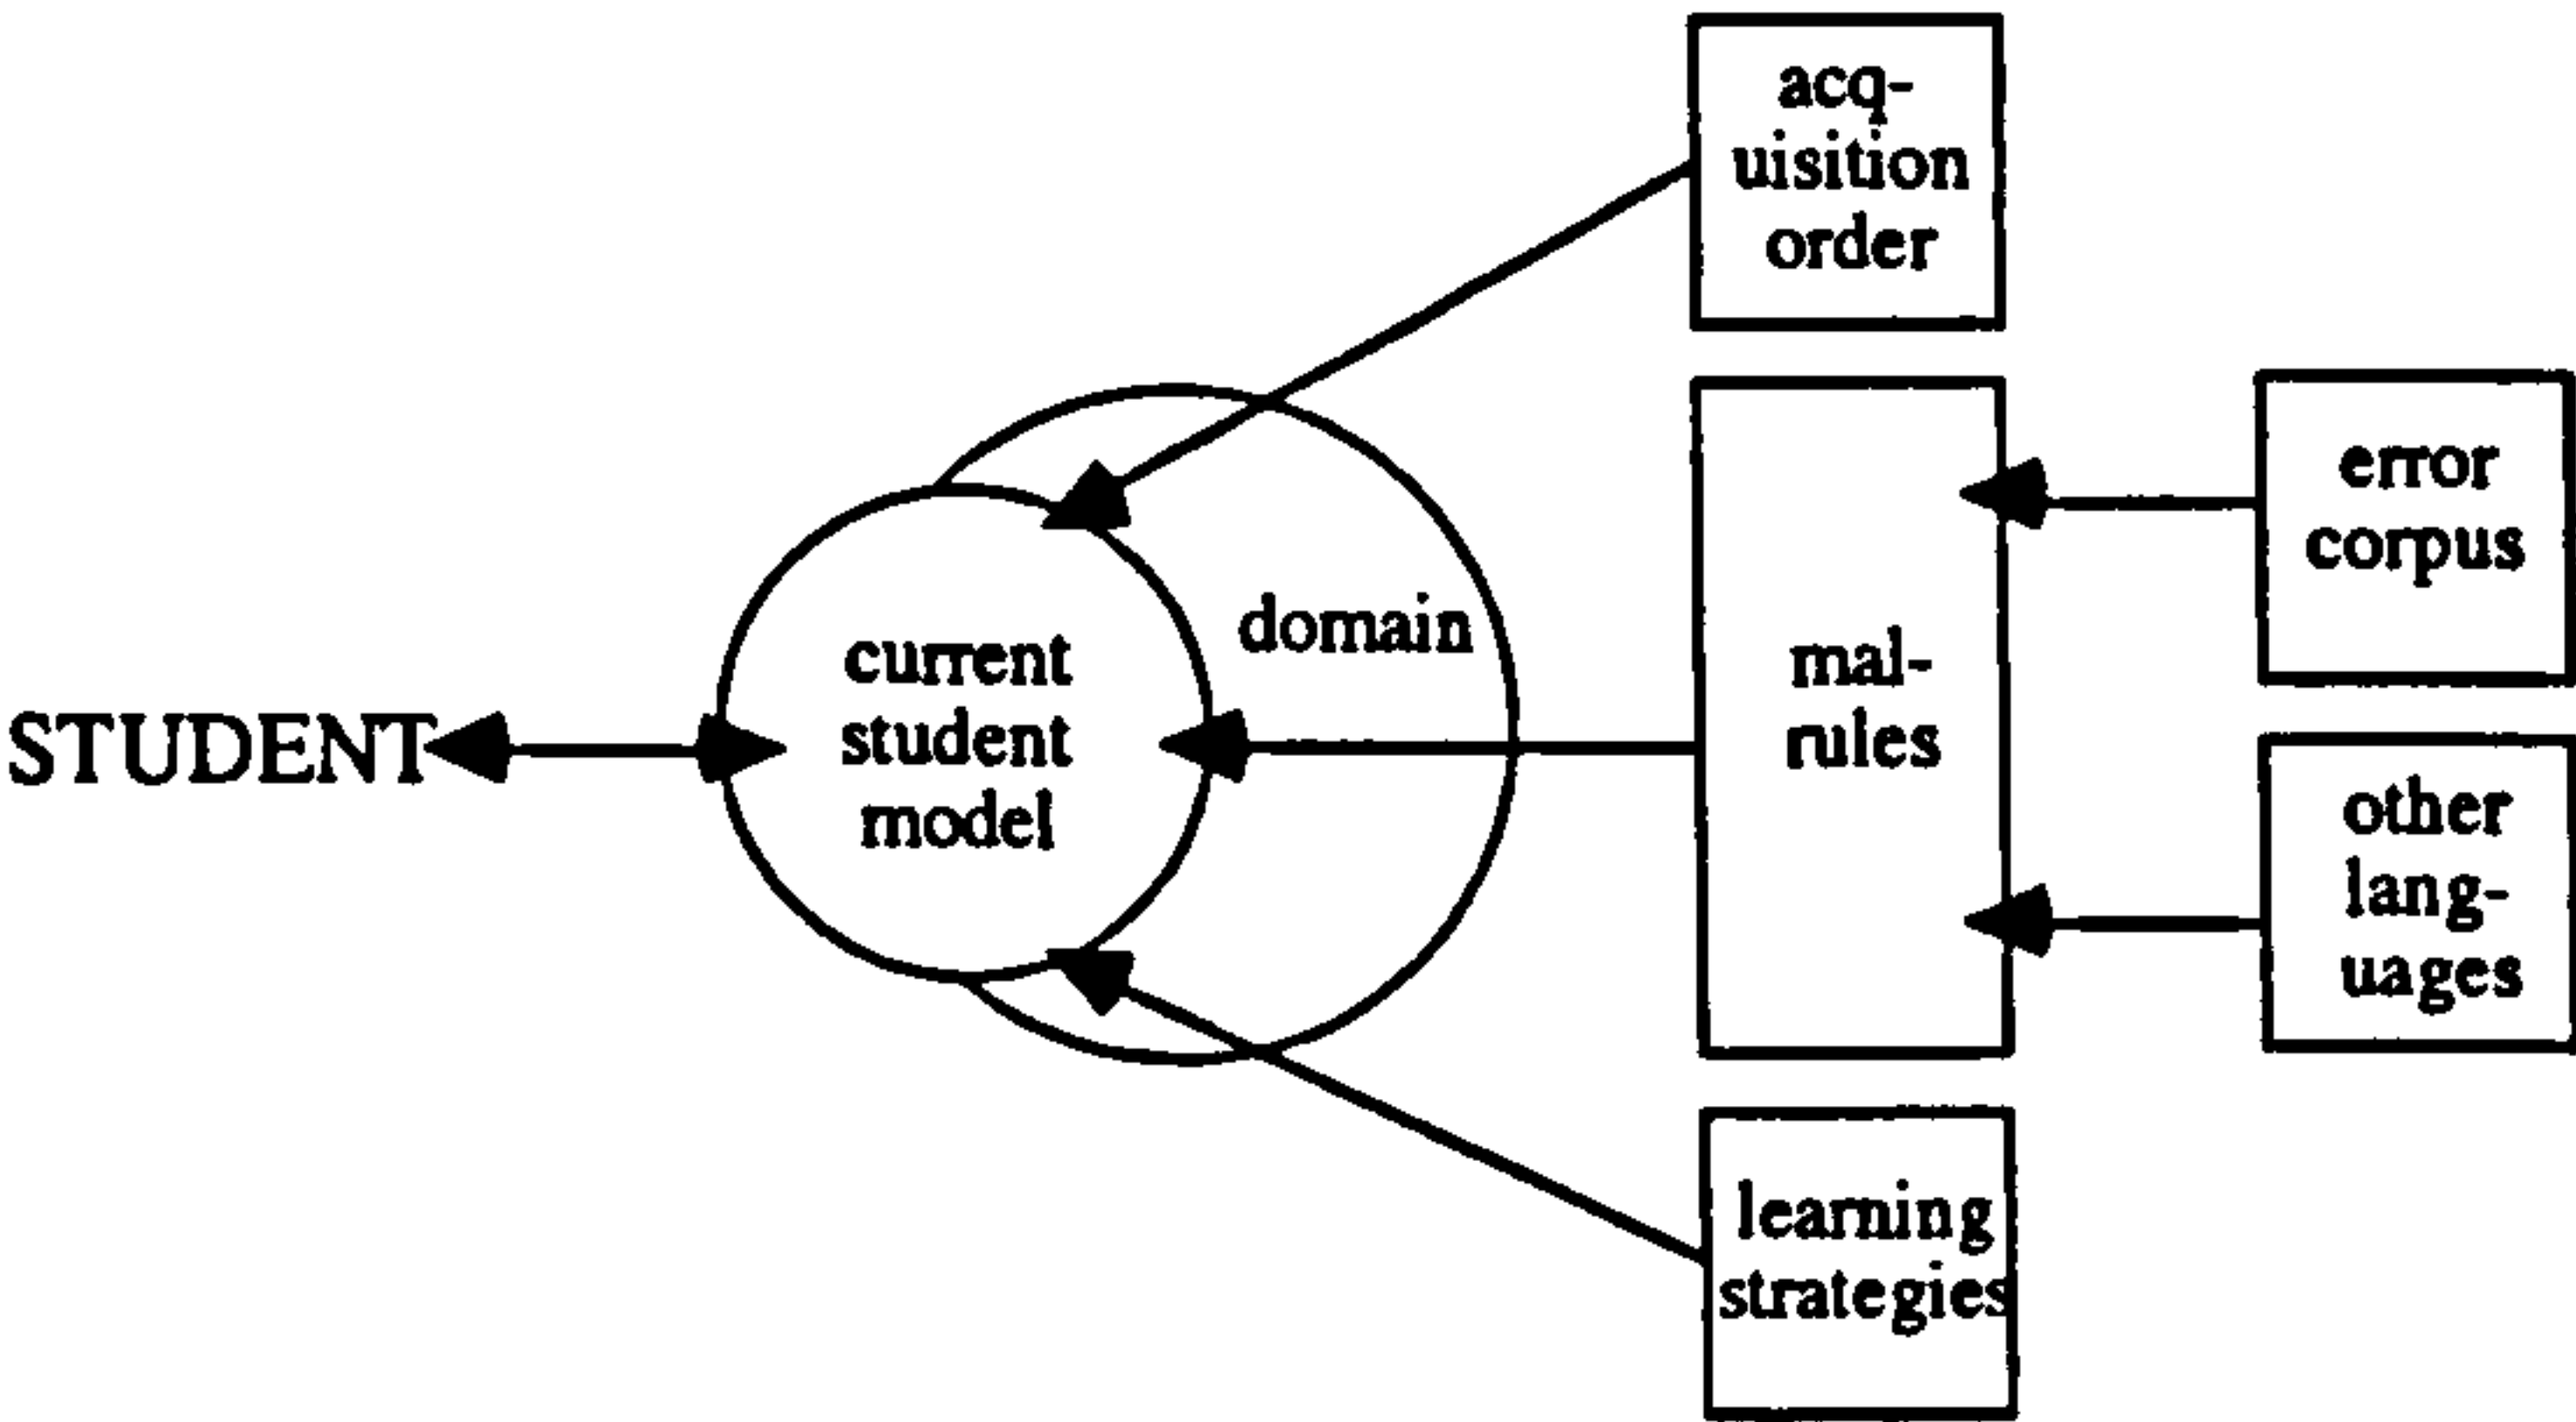 acq-
uisition
order
error
corpus
domain
current
student
model
STUDENT
mal-
rules
other
lang-
uages
learning
strategies